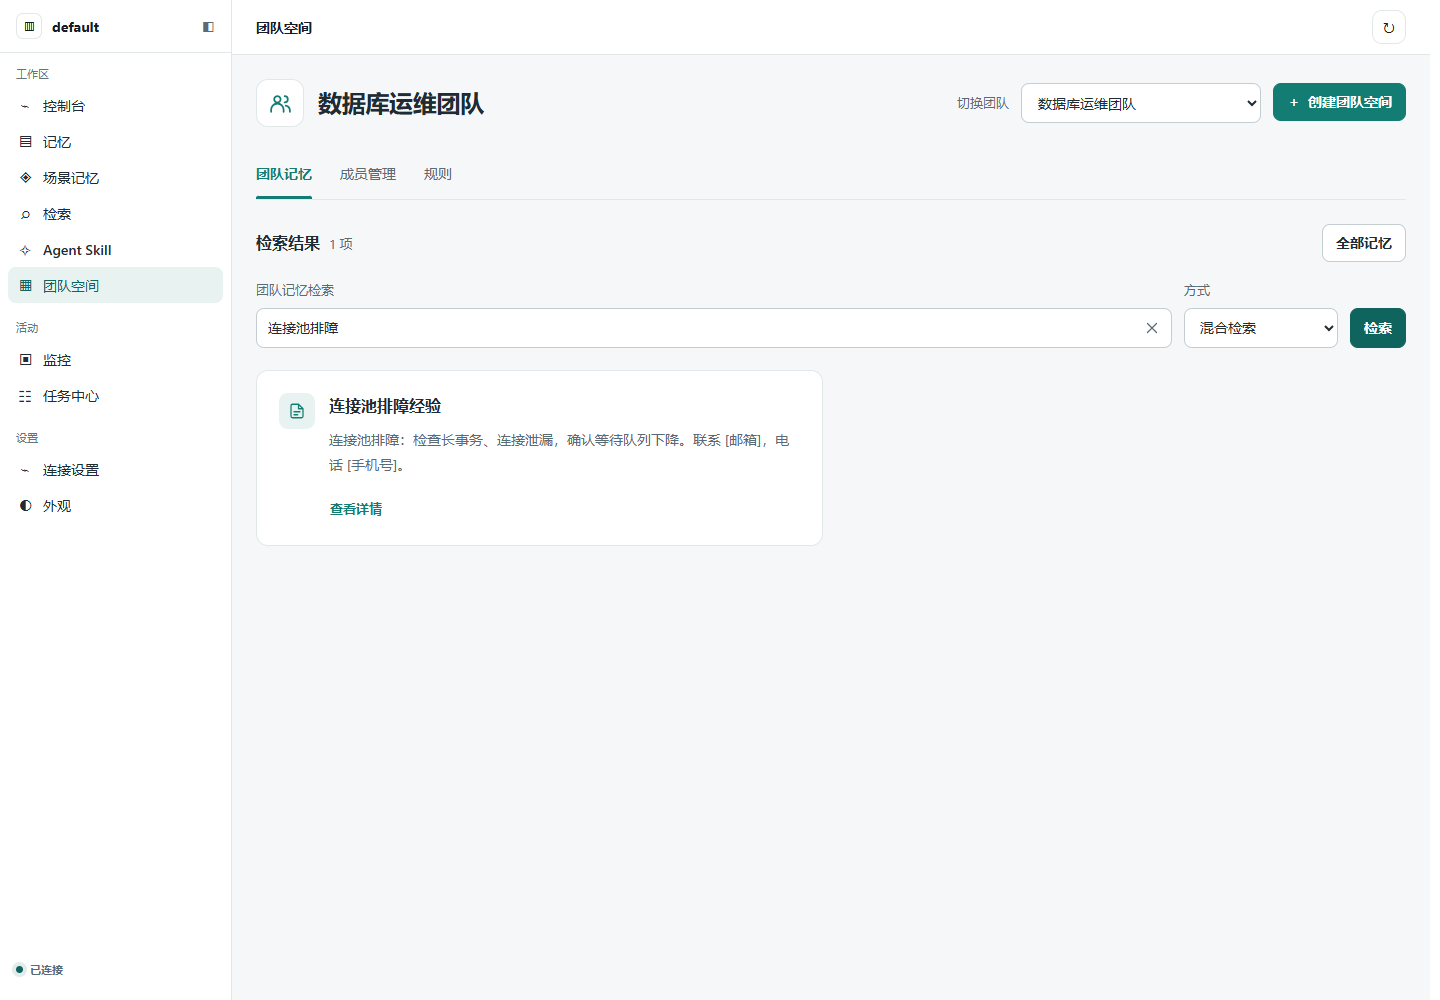 default
工作区
控制台
记忆
场景记忆
检索
Agent Skill
团队空间
活动
监控
任务中心
设置
连接设置
外观
已连接
团队空间
数据库运维团队
切换团队
数据库运维团队
+ 创建团队空间
团队记忆 成员管理 规则
检索结果 1 项
全部记忆
团队记忆检索
方式
连接池排障
混合检索
检索
连接池排障经验
连接池排障：检查长事务、连接泄漏，确认等待队列下降。联系 [邮箱]，电
话 [手机号]。
查看详情